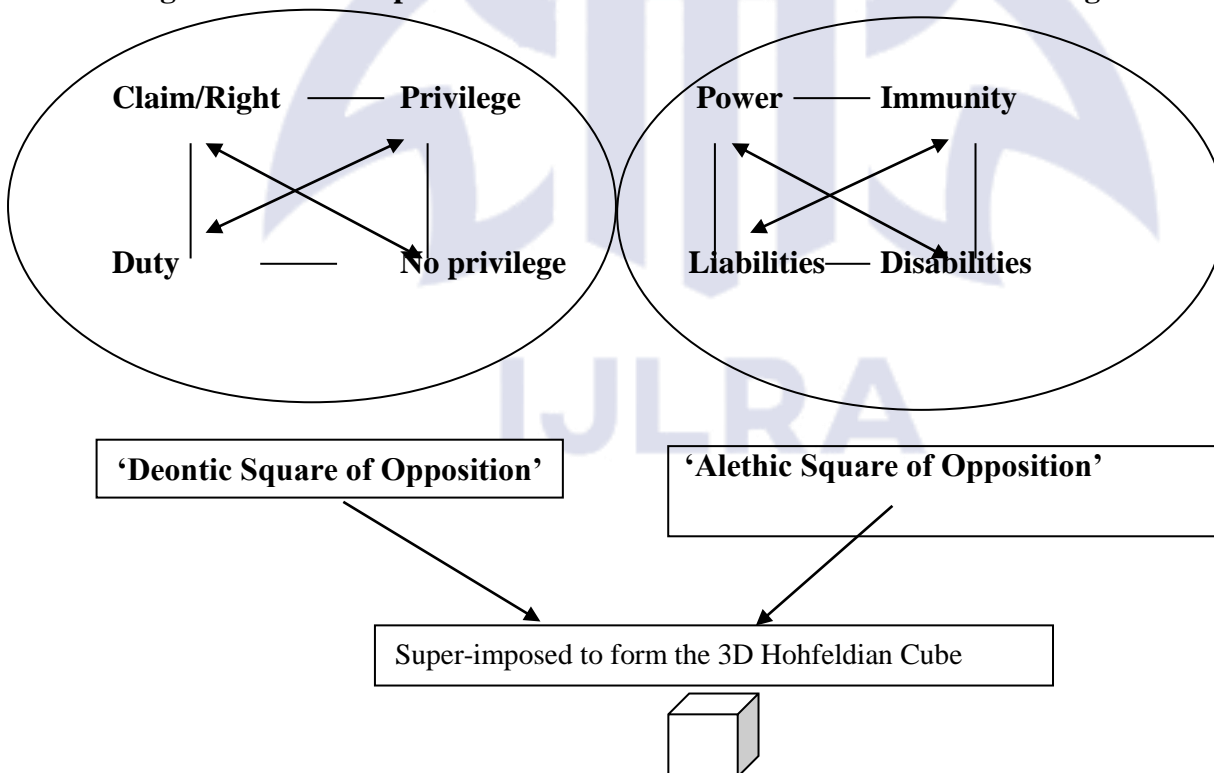 Claim/Right Privilege Power Immunity
Duty No privilege Liabilities Disabilities
IJLRA
‘Deontic Square of Opposition’ ‘Alethic Square of Opposition’
Super-imposed to form the 3D Hohfeldian Cube